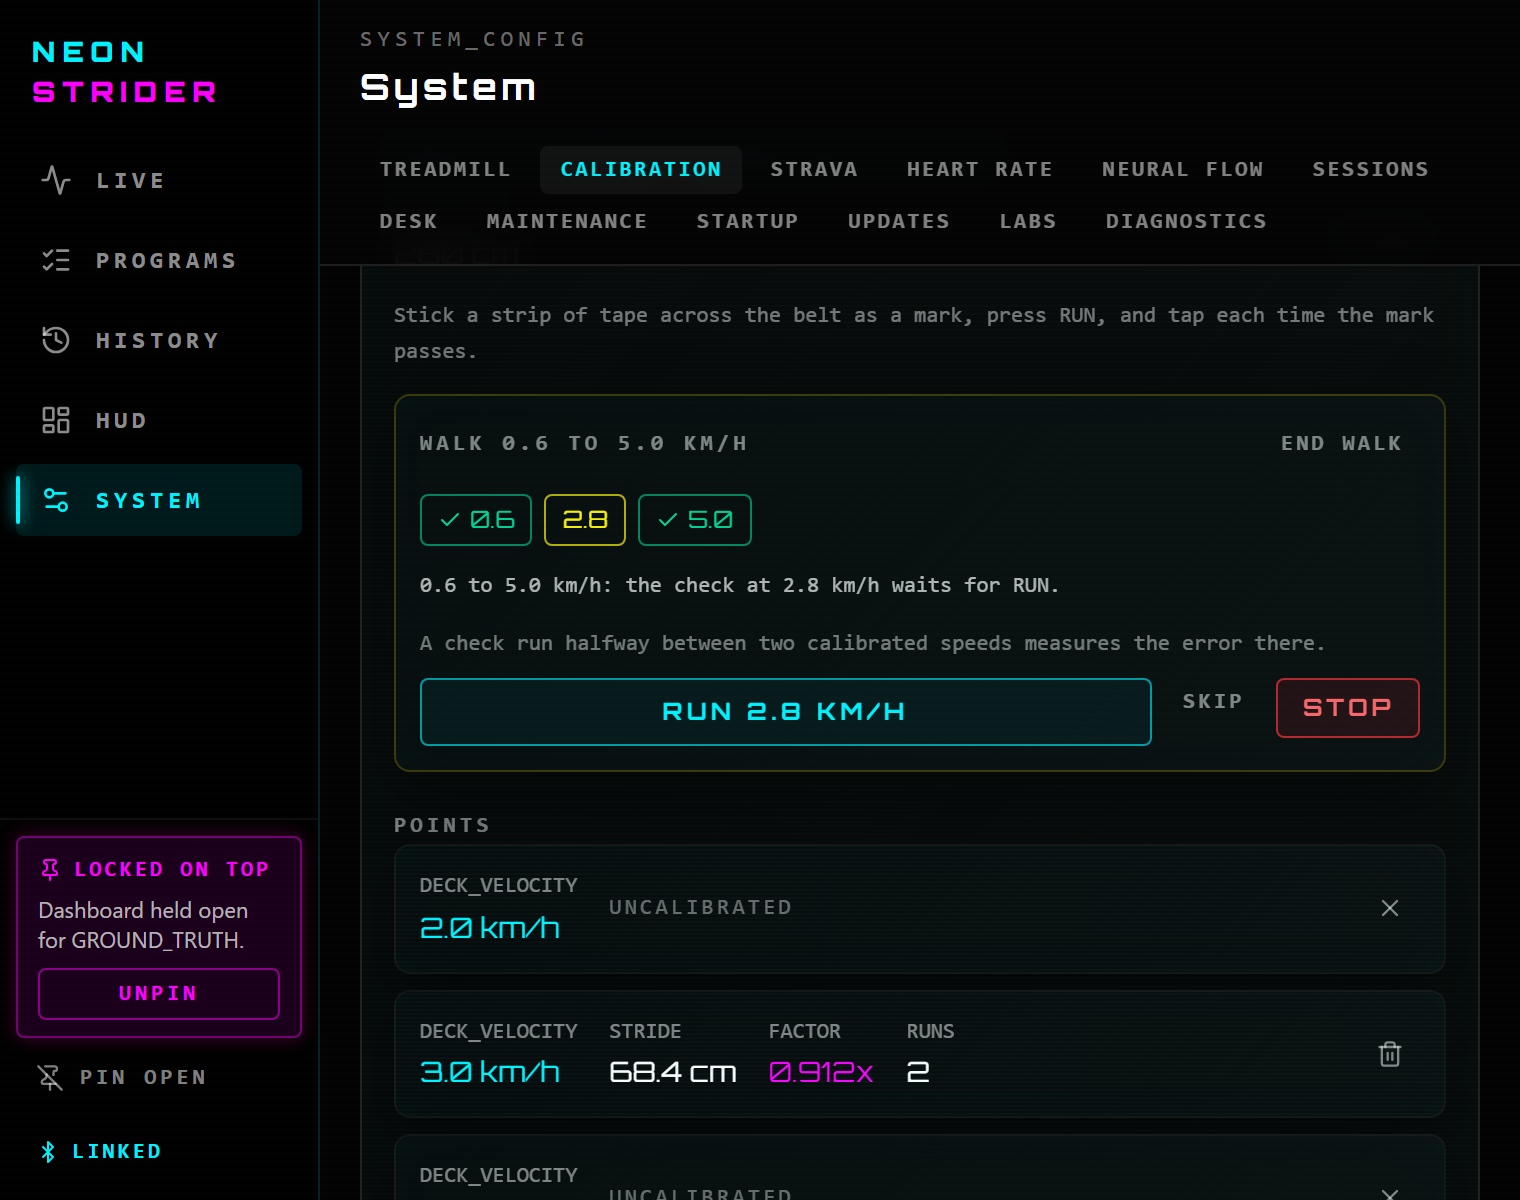 NEON
STRIDER
LIVE
PROGRAMS
HISTORY
HUD
SYSTEM
LOCKED ON TOP
Dashboard held open
for GROUND_TRUTH.
UNPIN
PIN OPEN
LINKED
SYSTEM_CONFIG
System
TREADMILL CALIBRATION STRAVA HEART RATE NEURAL FLOW SESSIONS
DESK MAINTENANCE STARTUP UPDATES LABS DIAGNOSTICS
Stick a strip of tape across the belt as a mark, press RUN, and tap each time the mark
passes.
WALK 0.6 TO 5.0 KM/H END WALK
0.6 2.8 5.0
0.6 to 5.0 km/h: the check at 2.8 km/h waits for RUN.
A check run halfway between two calibrated speeds measures the error there.
RUN 2.8 KM/H SKIP STOP
POINTS
DECK_VELOCITY
UNCALIBRATED
2.0 km/h
DECK_VELOCITY STRIDE FACTOR RUNS
3.0 km/h 68.4 cm 0.912x 2
DECK_VELOCITY
UNCALIBRATED